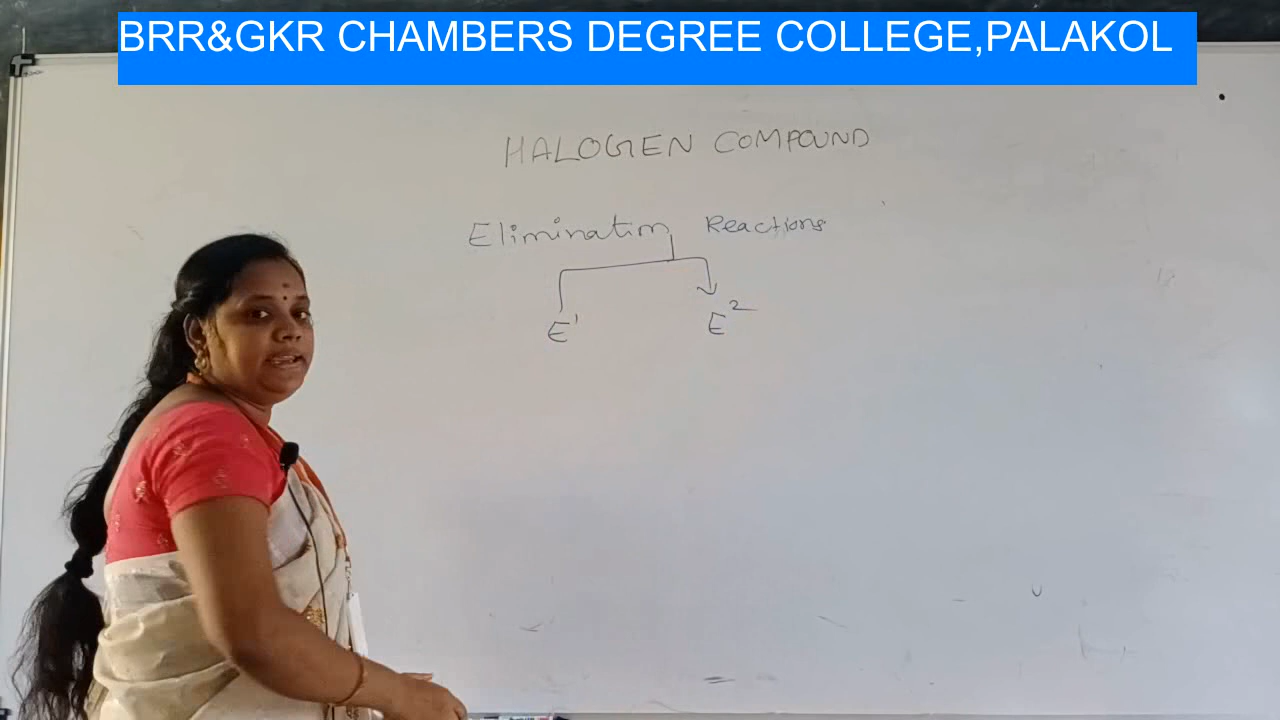 BRR&GKR CHAMBERS DEGREE COLLEGE,PALAKOL
HALOGEN COMPOUND
Elimination Reactions
E¹ E²